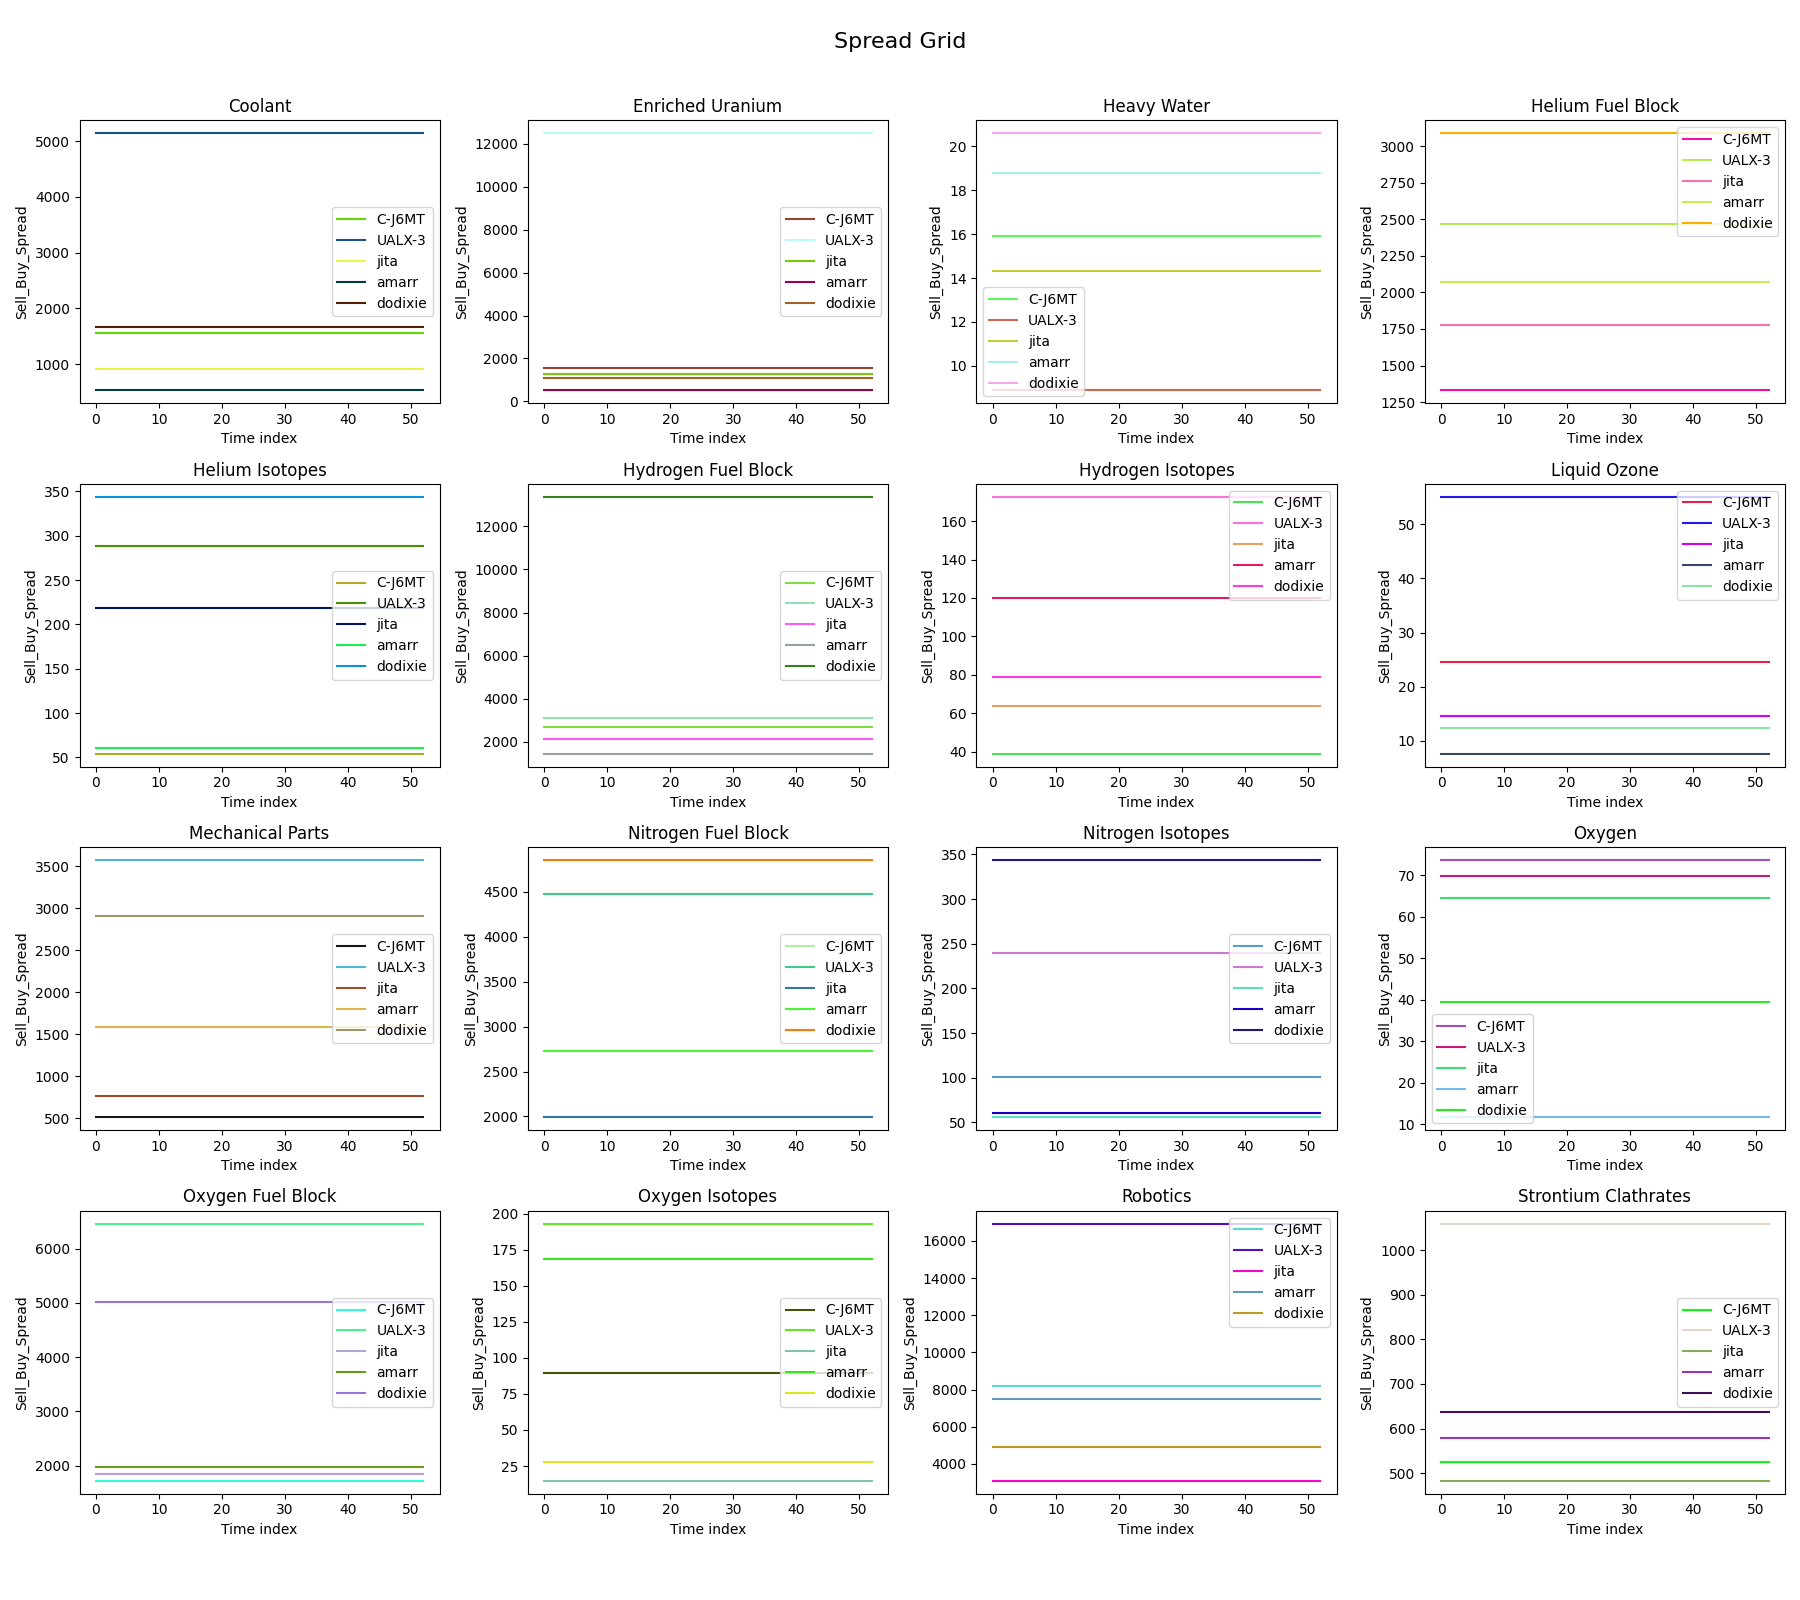 Spread Grid
Coolant
Sell_Buy_Spread
5000
4000
3000
2000
1000
C-J6MT
UALX-3
jita
amarr
dodixie
0 10 20 30 40 50
Time index
Enriched Uranium
Sell_Buy_Spread
12000
10000
8000
6000
4000
2000
0
C-J6MT
UALX-3
jita
amarr
dodixie
0 10 20 30 40 50
Time index
Heavy Water
Sell_Buy_Spread
20
18
16
14
12
10
C-J6MT
UALX-3
jita
amarr
dodixie
0 10 20 30 40 50
Time index
Helium Fuel Block
Sell_Buy_Spread
3000
2750
2500
2250
2000
1750
1500
1250
C-J6MT
UALX-3
jita
amarr
dodixie
0 10 20 30 40 50
Time index
Helium Isotopes
Sell_Buy_Spread
350
300
250
200
150
100
50
C-J6MT
UALX-3
jita
amarr
dodixie
0 10 20 30 40 50
Time index
Hydrogen Fuel Block
Sell_Buy_Spread
12000
10000
8000
6000
4000
2000
C-J6MT
UALX-3
jita
amarr
dodixie
0 10 20 30 40 50
Time index
Hydrogen Isotopes
Sell_Buy_Spread
160
140
120
100
80
60
40
C-J6MT
UALX-3
jita
amarr
dodixie
0 10 20 30 40 50
Time index
Liquid Ozone
Sell_Buy_Spread
50
40
30
20
10
C-J6MT
UALX-3
jita
amarr
dodixie
0 10 20 30 40 50
Time index
Mechanical Parts
Sell_Buy_Spread
3500
3000
2500
2000
1500
1000
500
C-J6MT
UALX-3
jita
amarr
dodixie
0 10 20 30 40 50
Time index
Nitrogen Fuel Block
Sell_Buy_Spread
4500
4000
3500
3000
2500
2000
C-J6MT
UALX-3
jita
amarr
dodixie
0 10 20 30 40 50
Time index
Nitrogen Isotopes
Sell_Buy_Spread
350
300
250
200
150
100
50
C-J6MT
UALX-3
jita
amarr
dodixie
0 10 20 30 40 50
Time index
Oxygen
Sell_Buy_Spread
70
60
50
40
30
20
10
C-J6MT
UALX-3
jita
amarr
dodixie
0 10 20 30 40 50
Time index
Oxygen Fuel Block
Sell_Buy_Spread
6000
5000
4000
3000
2000
C-J6MT
UALX-3
jita
amarr
dodixie
0 10 20 30 40 50
Time index
Oxygen Isotopes
Sell_Buy_Spread
200
175
150
125
100
75
50
25
C-J6MT
UALX-3
jita
amarr
dodixie
0 10 20 30 40 50
Time index
Robotics
Sell_Buy_Spread
16000
14000
12000
10000
8000
6000
4000
C-J6MT
UALX-3
jita
amarr
dodixie
0 10 20 30 40 50
Time index
Strontium Clathrates
Sell_Buy_Spread
1000
900
800
700
600
500
C-J6MT
UALX-3
jita
amarr
dodixie
0 10 20 30 40 50
Time index